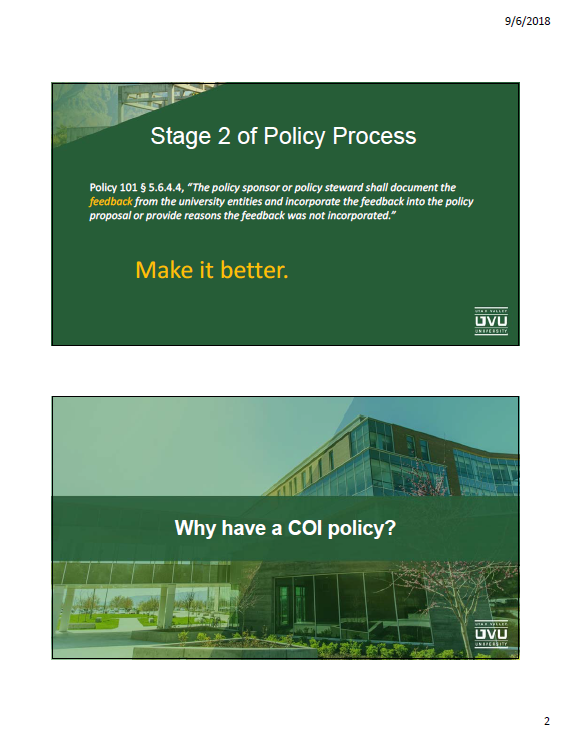 9/6/2018
Stage 2 of Policy Process
Policy 101 § 5.6.4.4, “The policy sponsor or policy steward shall document the
feedback from the university entities and incorporate the feedback into the policy
proposal or provide reasons the feedback was not incorporated.”
Make it better.
UTAH VALLEY
UVU
UNIVERSITY
Why have a COI policy?
UTAH VALLEY
UVU
UNIVERSITY
2